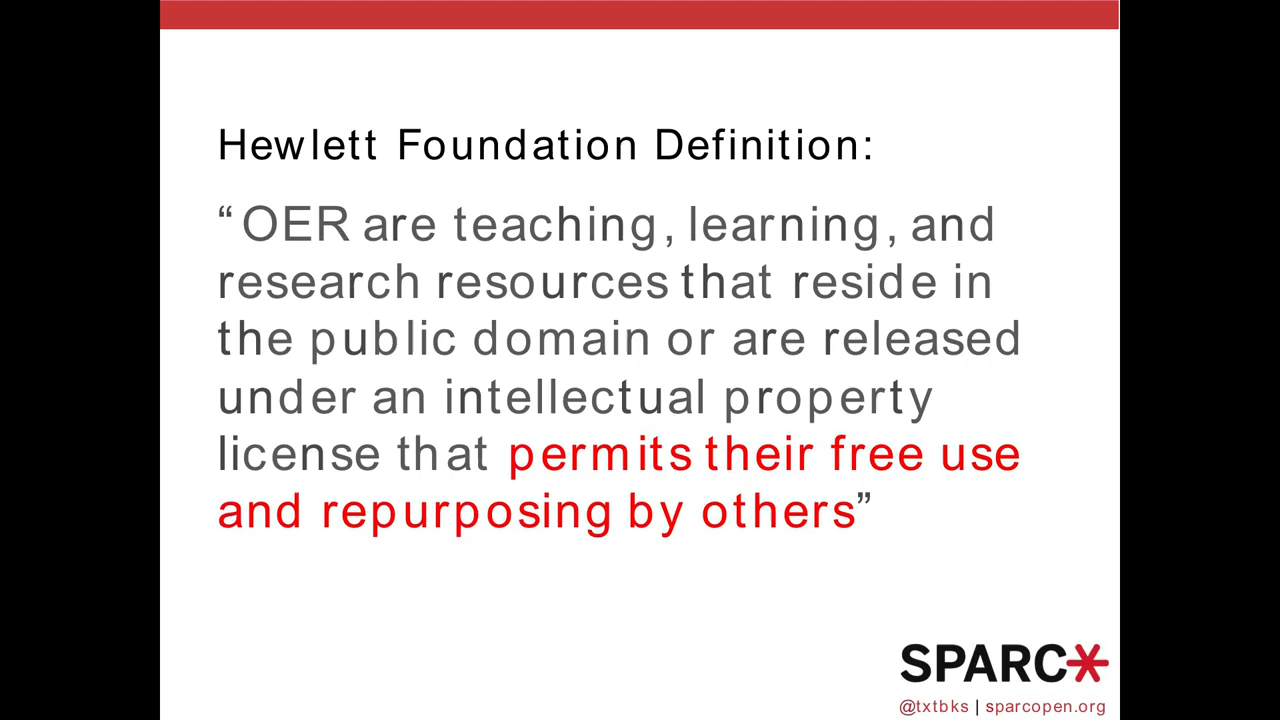 Hewlett Foundation Definition:
“OER are teaching, learning, and
research resources that reside in
the public domain or are released
under an intellectual property
license that permits their free use
and repurposing by others”
SPARC
@txtbks | sparcopen.org